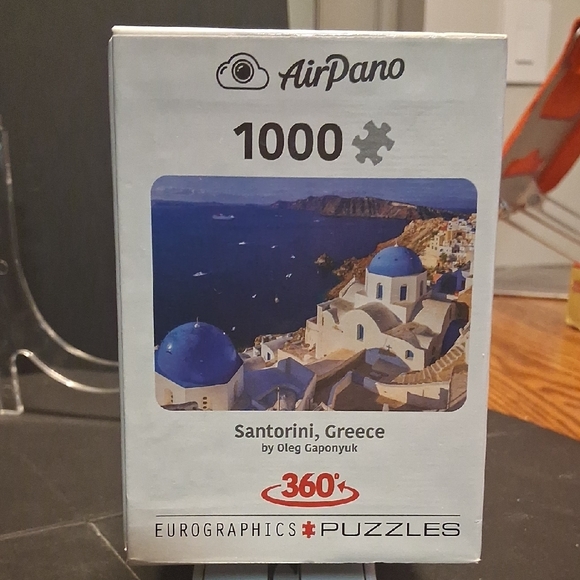 AirPano
1000
Santorini, Greece
by Oleg Gaponyuk
360°
EUROGRAPHICS PUZZLES